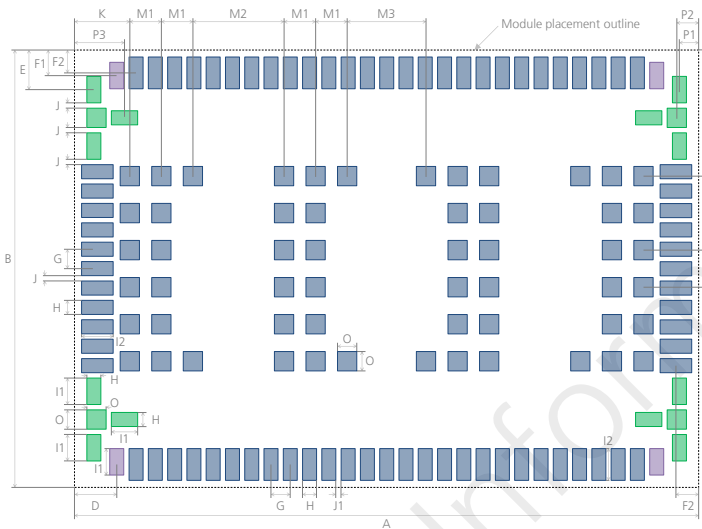 K M1 M1 M2 M1 M1 M3 Module placement outline P2
P3 P1
E F1 F2
J
J
J
B
G
J
H
I2
O
O
H
I1 O
O H
I1
I1 I1 I2
D G H J1 F2
A
Inform